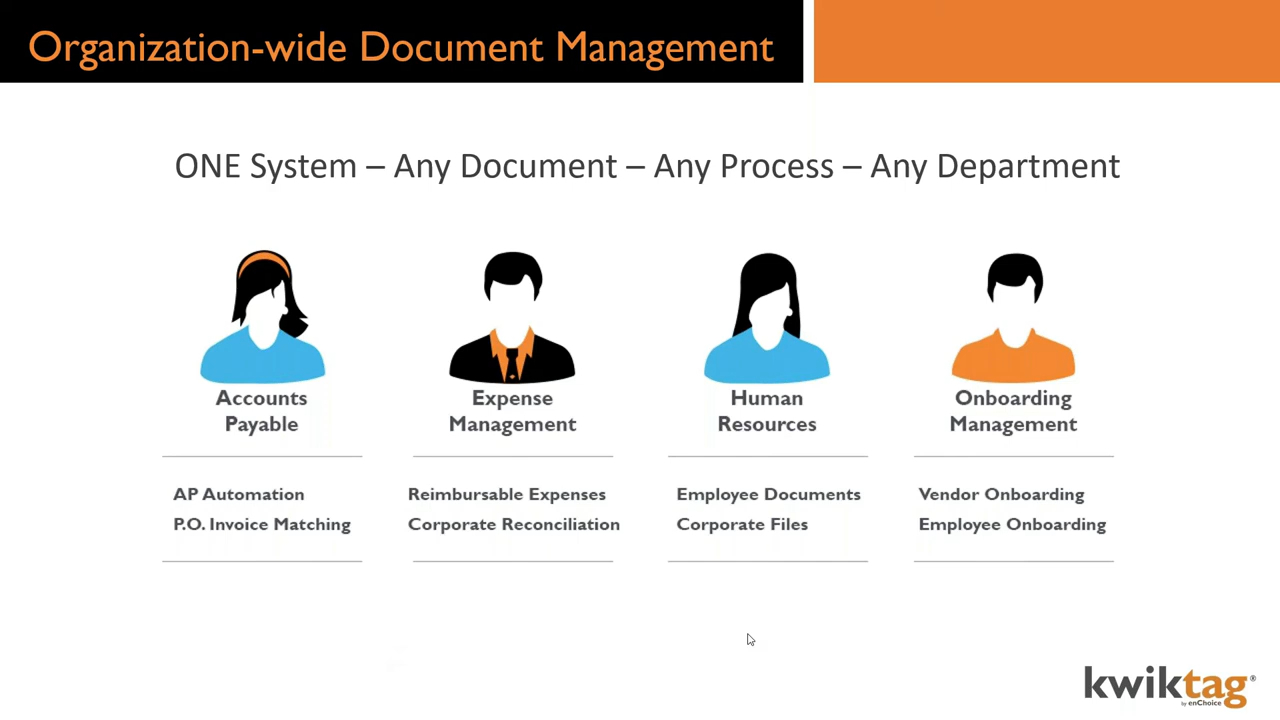 Organization-wide Document Management
ONE System – Any Document – Any Process – Any Department
Accounts
Payable
AP Automation
P.O. Invoice Matching
Expense
Management
Reimbursable Expenses
Corporate Reconciliation
Human
Resources
Employee Documents
Corporate Files
Onboarding
Management
Vendor Onboarding
Employee Onboarding
kwiktag®
by enChoice